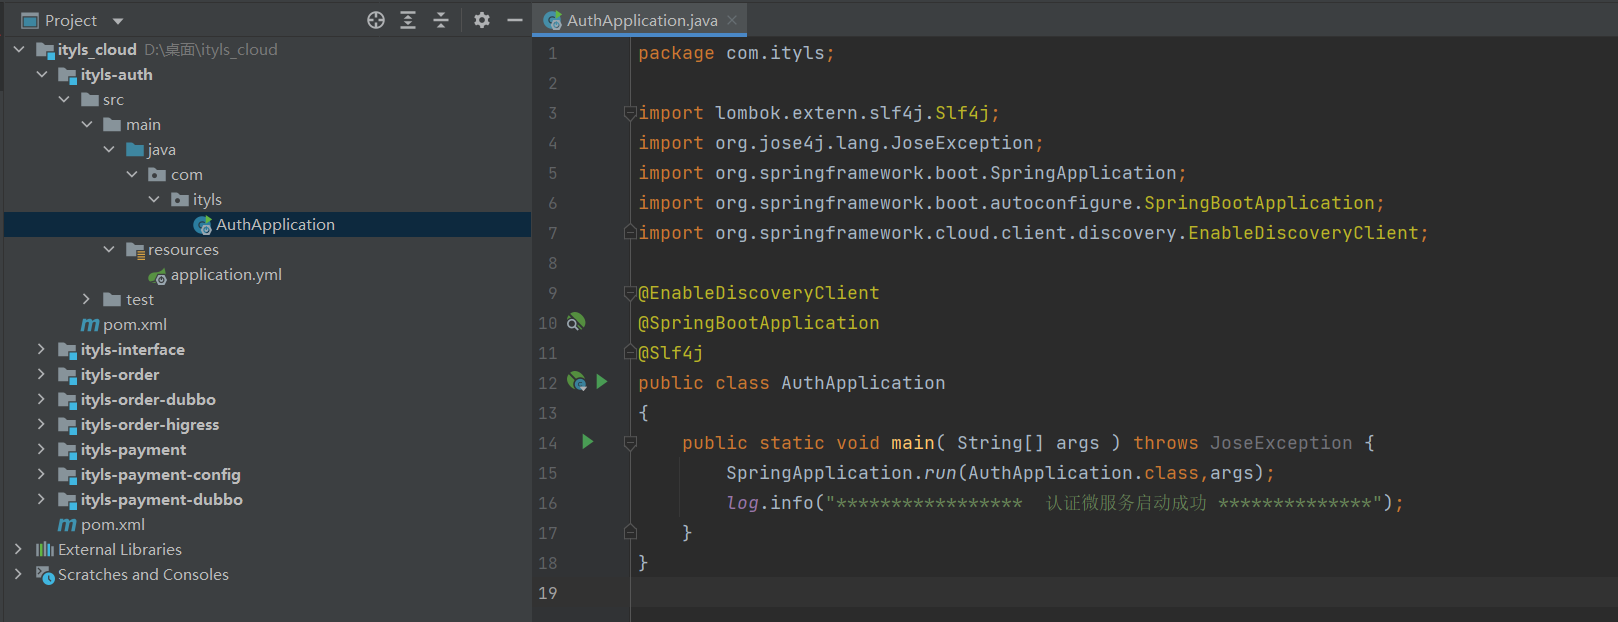 Project
ityls_cloud D:\桌面\ityls_cloud
ityls-auth
src
main
java
com
ityls
AuthApplication
resources
application.yml
test
pom.xml
ityls-interface
ityls-order
ityls-order-dubbo
ityls-order-higress
ityls-payment
ityls-payment-config
ityls-payment-dubbo
pom.xml
External Libraries
Scratches and Consoles
AuthApplication.java
1 package com.ityls;
2
3 import lombok.extern.slf4j.Slf4j;
4 import org.jose4j.lang.JoseException;
5 import org.springframework.boot.SpringApplication;
6 import org.springframework.boot.autoconfigure.SpringBootApplication;
7 import org.springframework.cloud.client.discovery.EnableDiscoveryClient;
8
9 @EnableDiscoveryClient
10 @SpringBootApplication
11 @Slf4j
12 public class AuthApplication
13 {
14 public static void main( String[] args ) throws JoseException {
15 SpringApplication.run(AuthApplication.class,args);
16 log.info("***************** 认证微服务启动成功 **************");
17 }
18 }
19